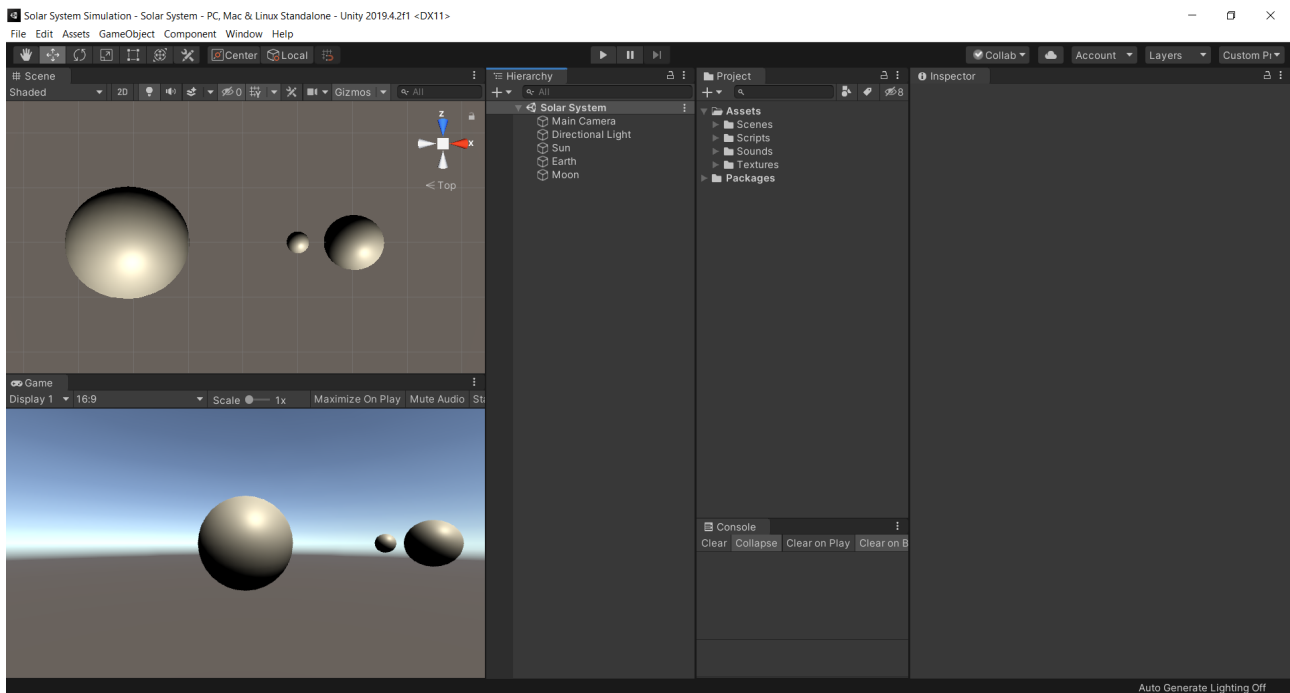 Solar System Simulation - Solar System - PC, Mac & Linux Standalone - Unity 2019.4.2f1 <DX11>
File Edit Assets GameObject Component Window Help
Center Local Collab Account Layers Custom Pr
Scene
Shaded 2D 0 Gizmos All
z
x
Top
Game
Display 1 16:9 Scale 1x Maximize On Play Mute Audio Sta
Hierarchy
All
Solar System
Main Camera
Directional Light
Sun
Earth
Moon
Project
8
Assets
Scenes
Scripts
Sounds
Textures
Packages
Console
Clear Collapse Clear on Play Clear on B
Inspector
Auto Generate Lighting Off